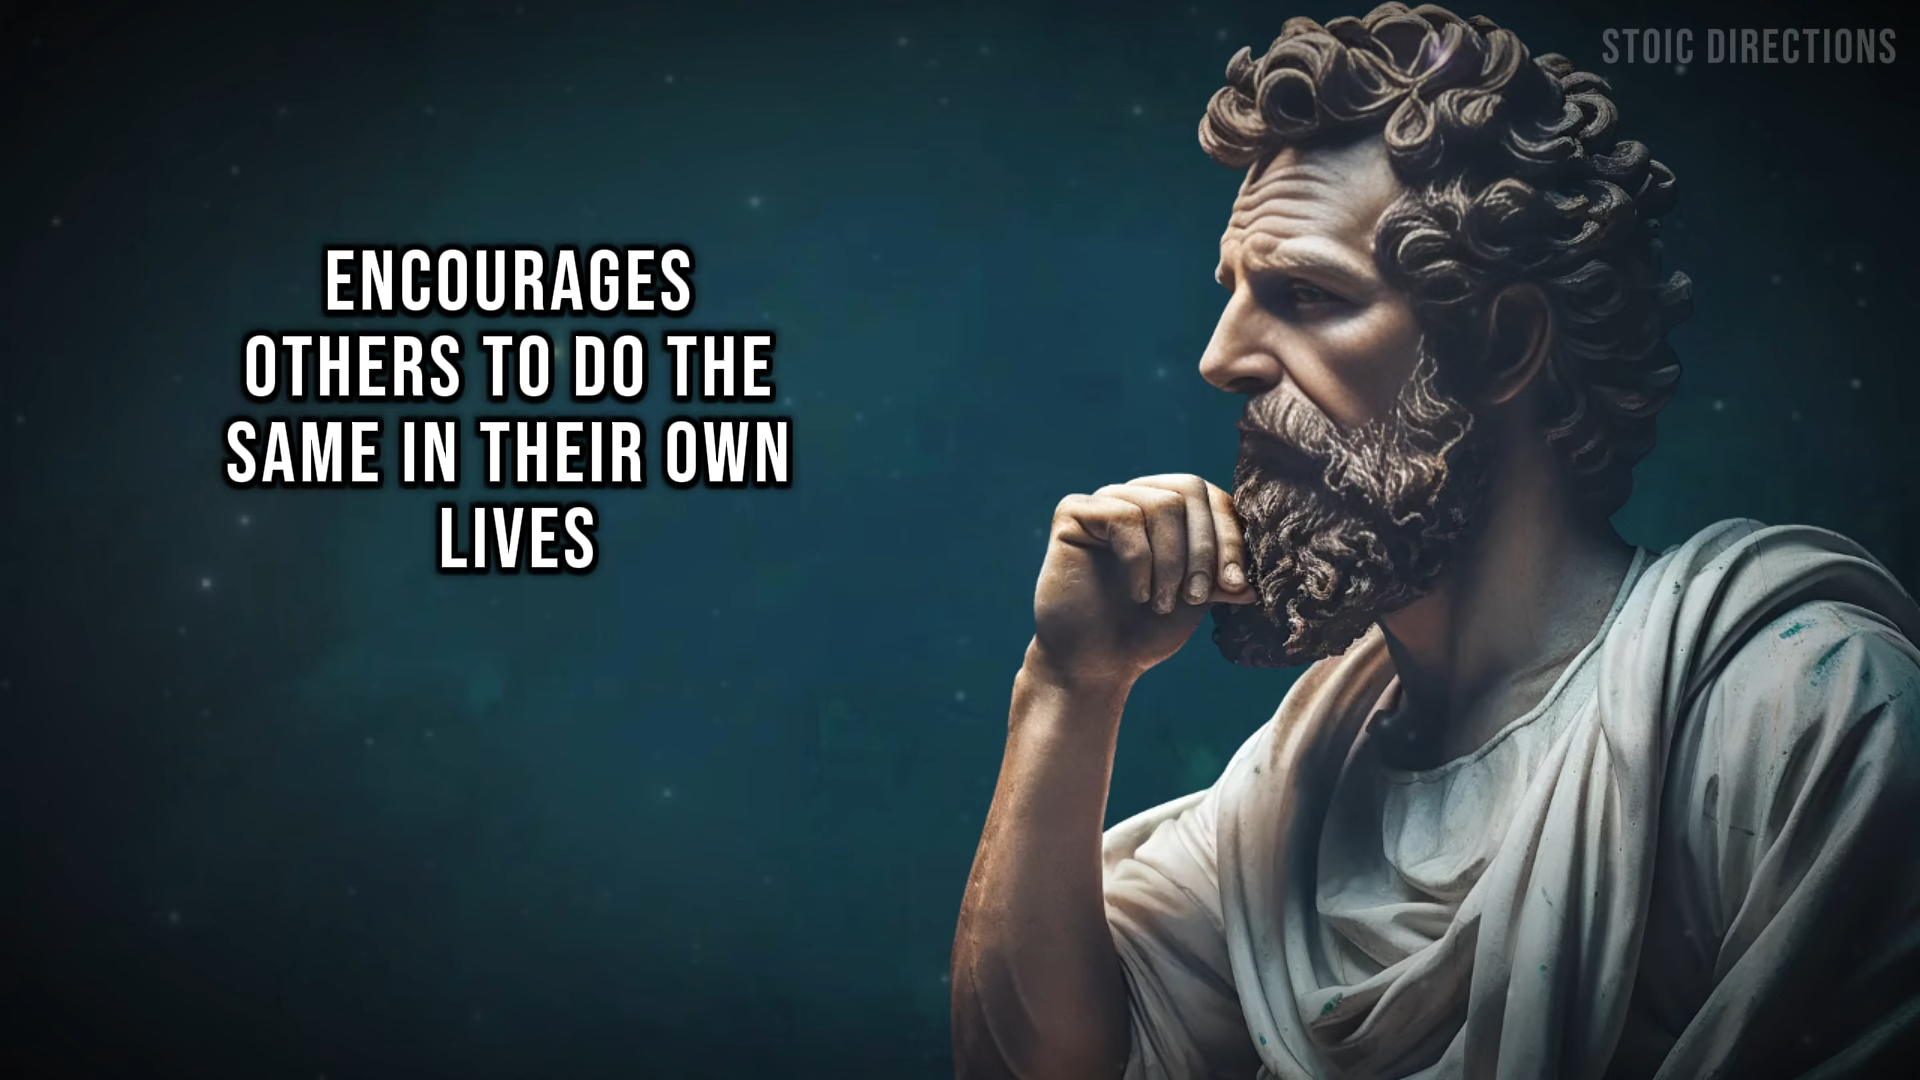 STOIC DIRECTIONS
ENCOURAGES
OTHERS TO DO THE
SAME IN THEIR OWN
LIVES